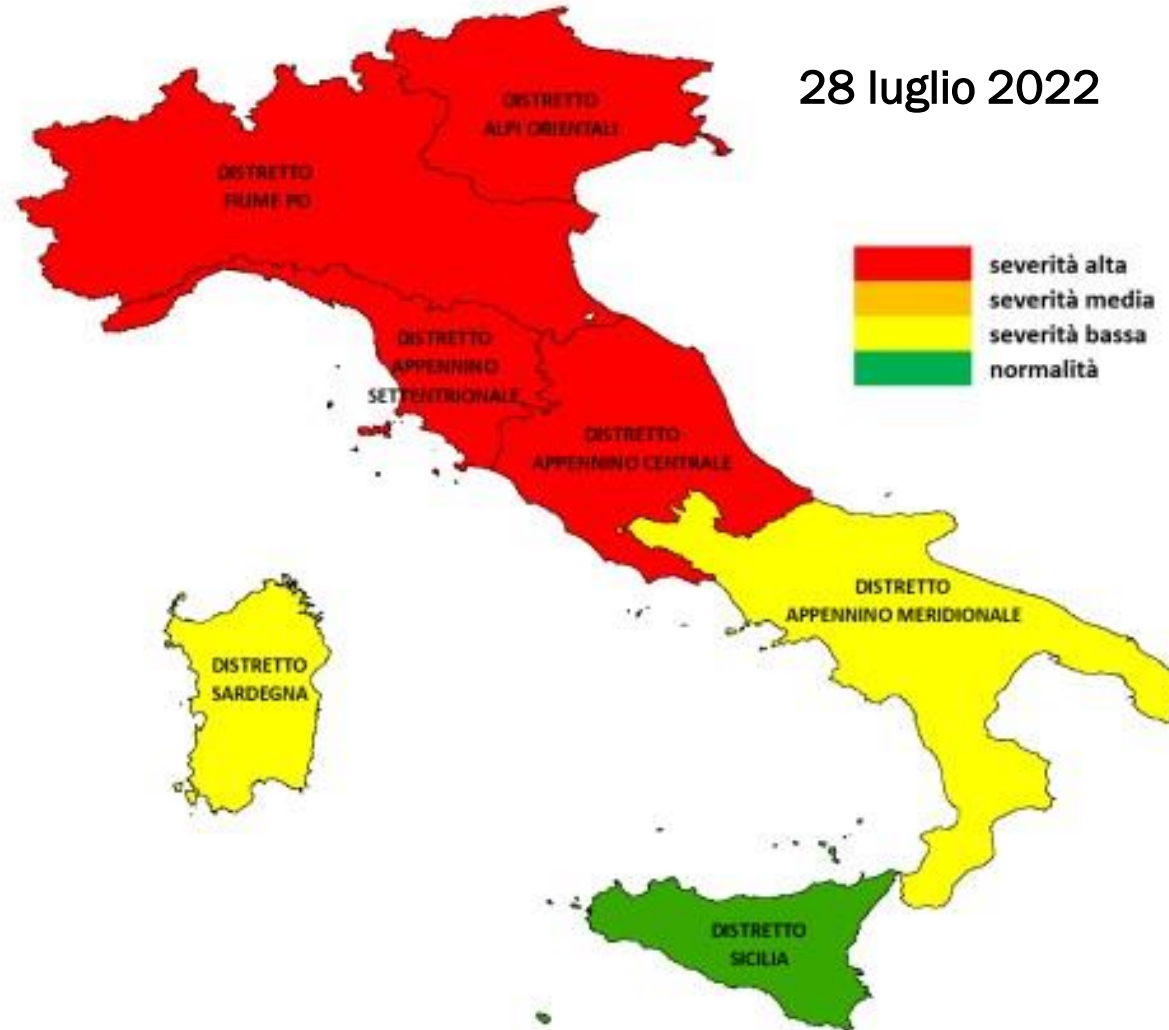 28 luglio 2022
DISTRETTO
ALPI ORIENTALI
DISTRETTO
FIUME PO
severità alta
severità media
severità bassa
normalità
DISTRETTO
APPENNINO
SETTENTRIONALE
DISTRETTO
APPENNINO CENTRALE
DISTRETTO
APPENNINO MERIDIONALE
DISTRETTO
SARDEGNA
DISTRETTO
SICILIA